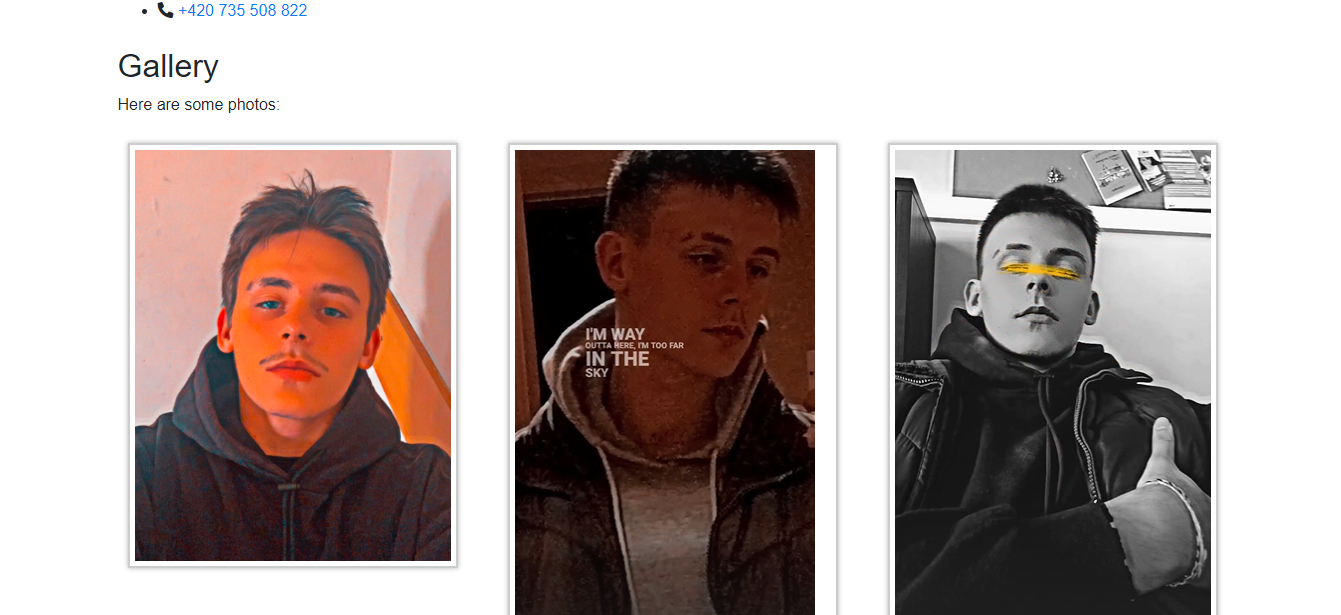 +420 735 508 822
Gallery
Here are some photos:
I'M WAY
OUTTA HERE, I'M TOO FAR
IN THE
SKY